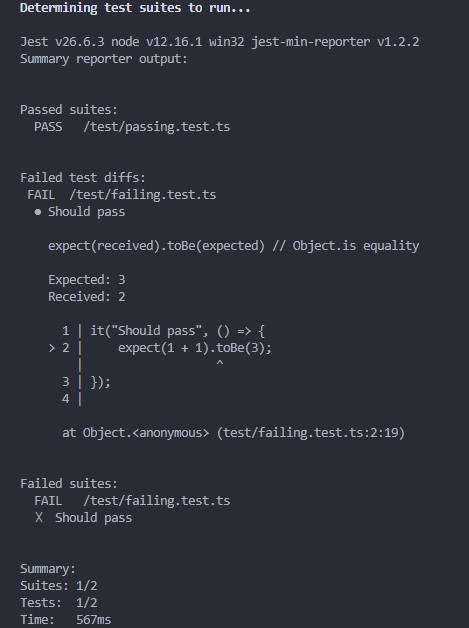 Determining test suites to run...
Jest v26.6.3 node v12.16.1 win32 jest-min-reporter v1.2.2
Summary reporter output:
Passed suites:
PASS /test/passing.test.ts
Failed test diffs:
FAIL /test/failing.test.ts
● Should pass
expect(received).toBe(expected) // Object.is equality
Expected: 3
Received: 2
1 | it("Should pass", () => {
> 2 | expect(1 + 1).toBe(3);
| ^
3 | });
4 |
at Object.<anonymous> (test/failing.test.ts:2:19)
Failed suites:
FAIL /test/failing.test.ts
X Should pass
Summary:
Suites: 1/2
Tests: 1/2
Time: 567ms